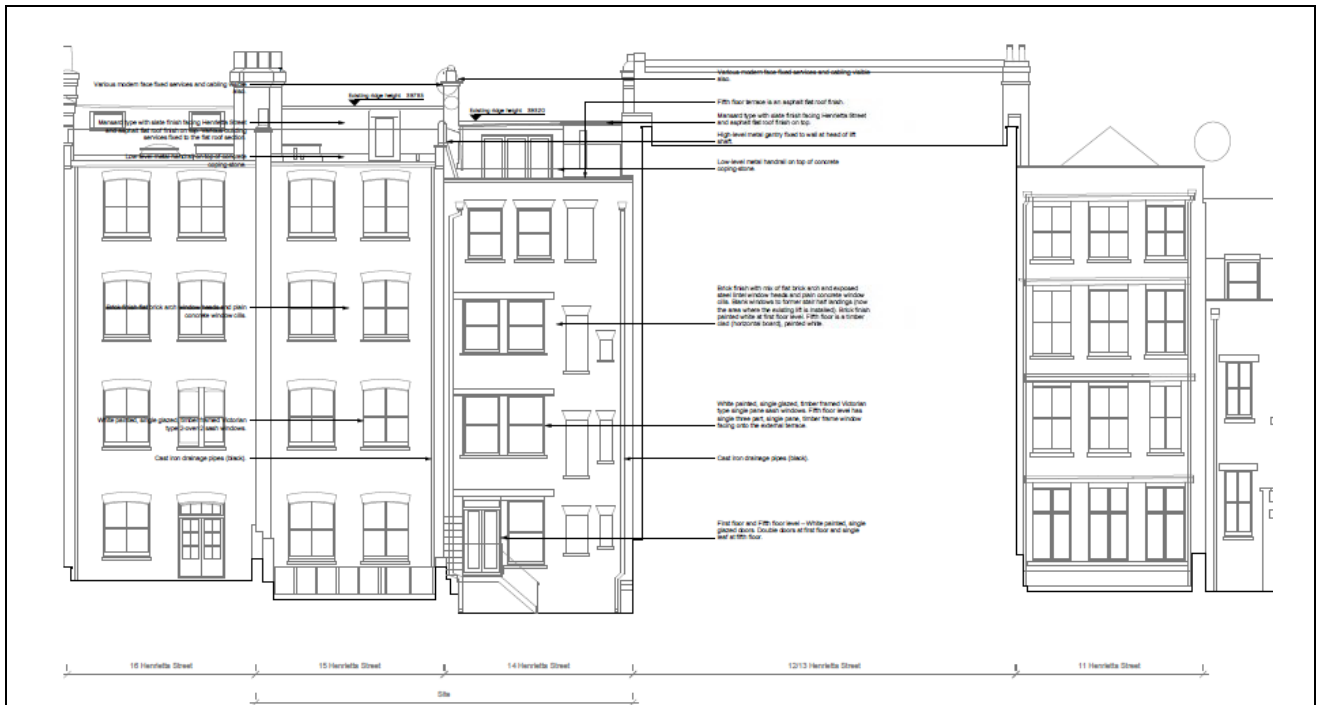 Various modern face fixed services and cabling visible
also.
Existing ridge height 39785
Mansard type with slate finish facing Henrietta Street
and asphalt flat roof finish on top. Various building
services fixed to the flat roof section.
Low-level metal handrail on top of concrete
coping-stone.
Brick finish flat brick arch window heads and plain
concrete window cills.
White painted, single glazed, timber framed Victorian
type 2-over-2 sash windows.
Cast iron drainage pipes (black).
Existing ridge height
Various modern face fixed services and cabling visible
also.
Fifth floor terrace is an asphalt flat roof finish.
Mansard type with slate finish facing Henrietta Street
and asphalt flat roof finish on top.
High-level metal gantry fixed to wall at head of lift
shaft.
Low-level metal handrail on top of concrete
coping-stone.
Brick finish with mix of flat brick arch and exposed
steel lintel window heads and plain concrete window
cills. Blank windows to former stair half landings (now
the area where the existing lift is installed). Brick finish
painted white at first floor level. Fifth floor is a timber
clad (horizontal board), painted white.
White painted, single glazed, timber framed Victorian
type single pane sash windows. Fifth floor level has
single three part, single pane, timber frame window
facing onto the external terrace.
Cast iron drainage pipes (black).
First floor and Fifth floor level – White painted, single
glazed doors. Double doors at first floor and single
leaf at fifth floor.
16 Henrietta Street
15 Henrietta Street
14 Henrietta Street
12/13 Henrietta Street
11 Henrietta Street
Site